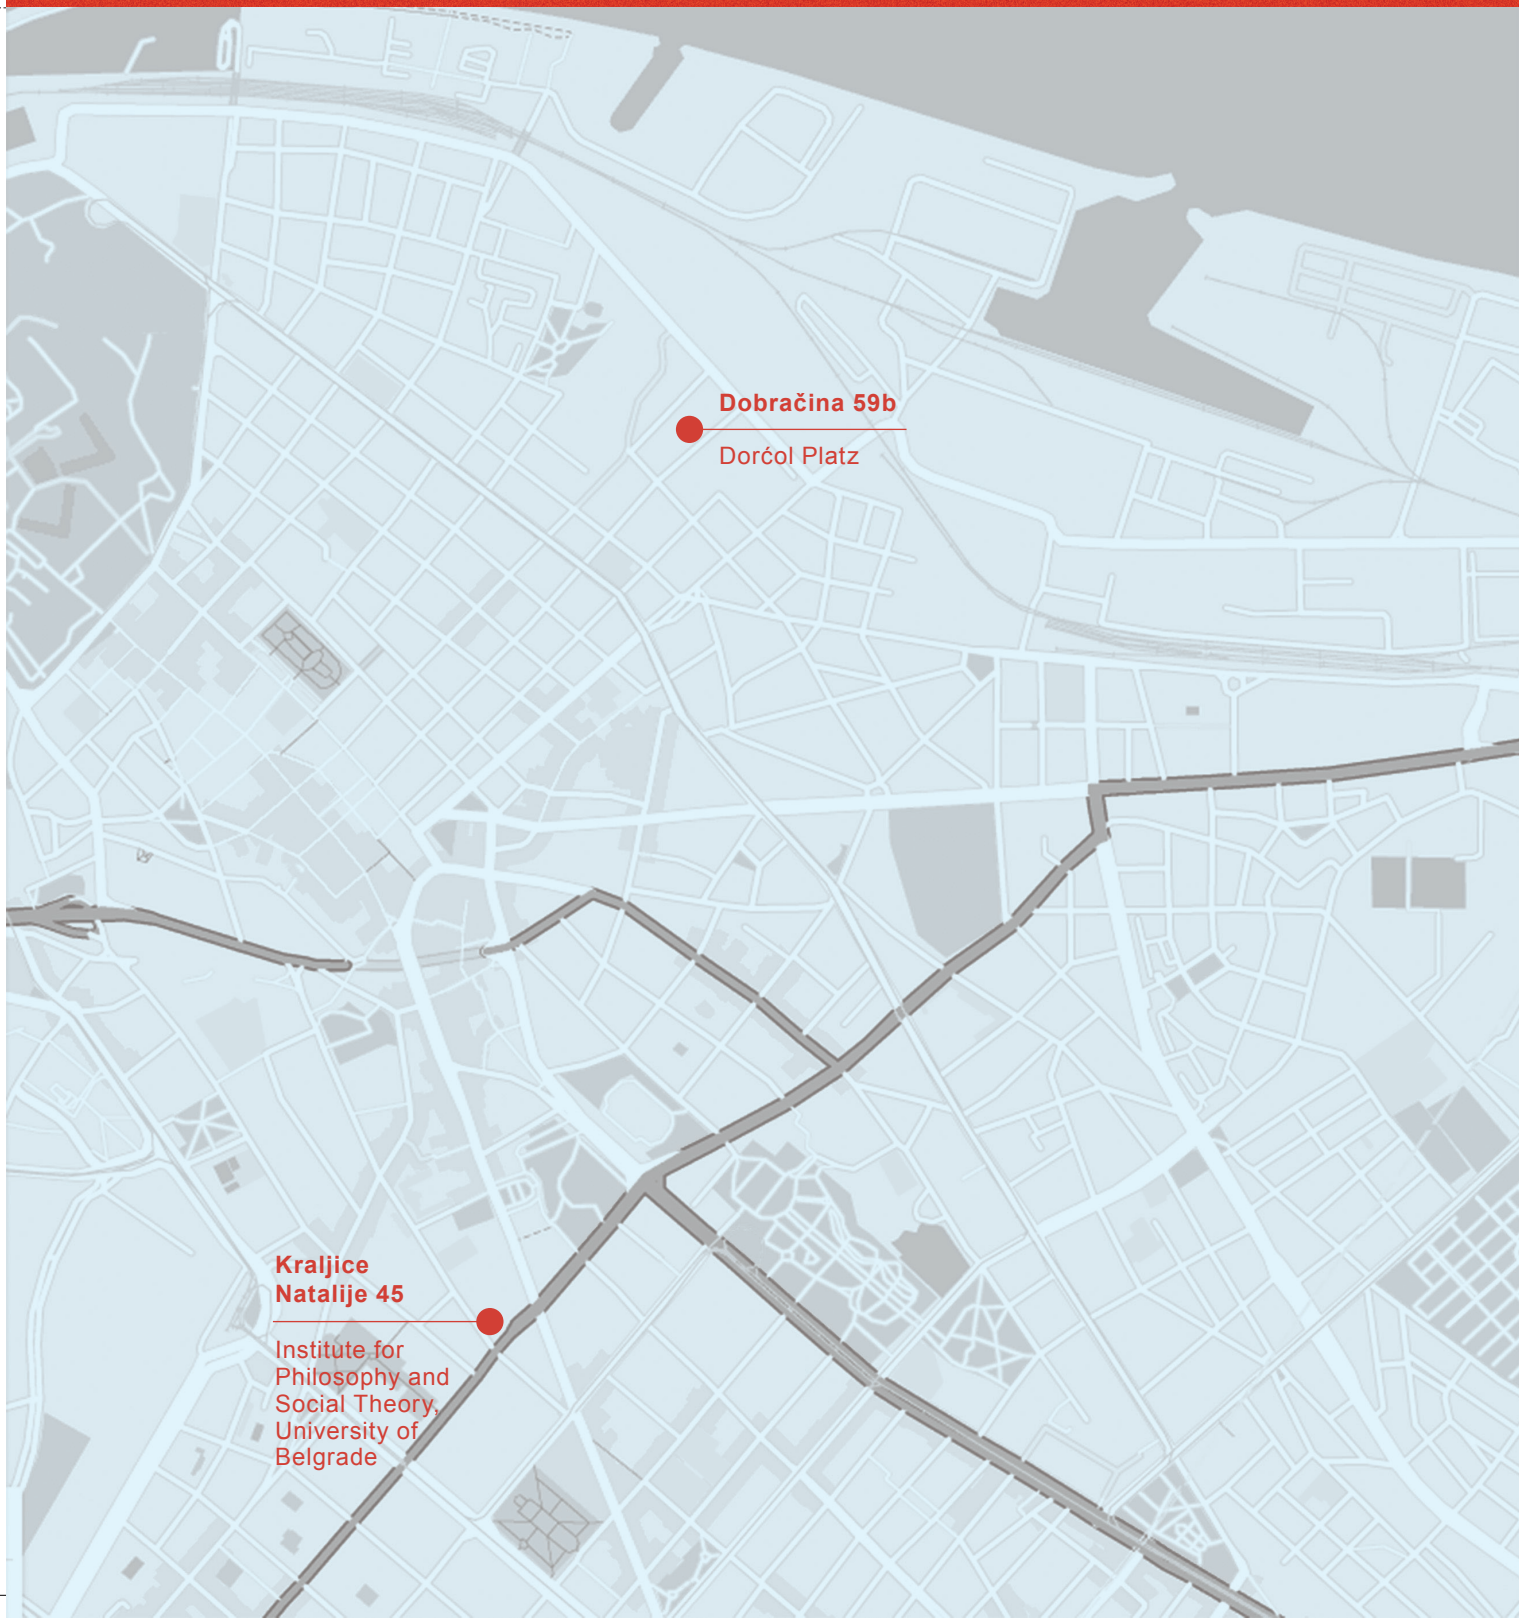 Dobračina 59b
Dorćol Platz
Kraljice
Natalije 45
Institute for
Philosophy and
Social Theory,
University of
Belgrade